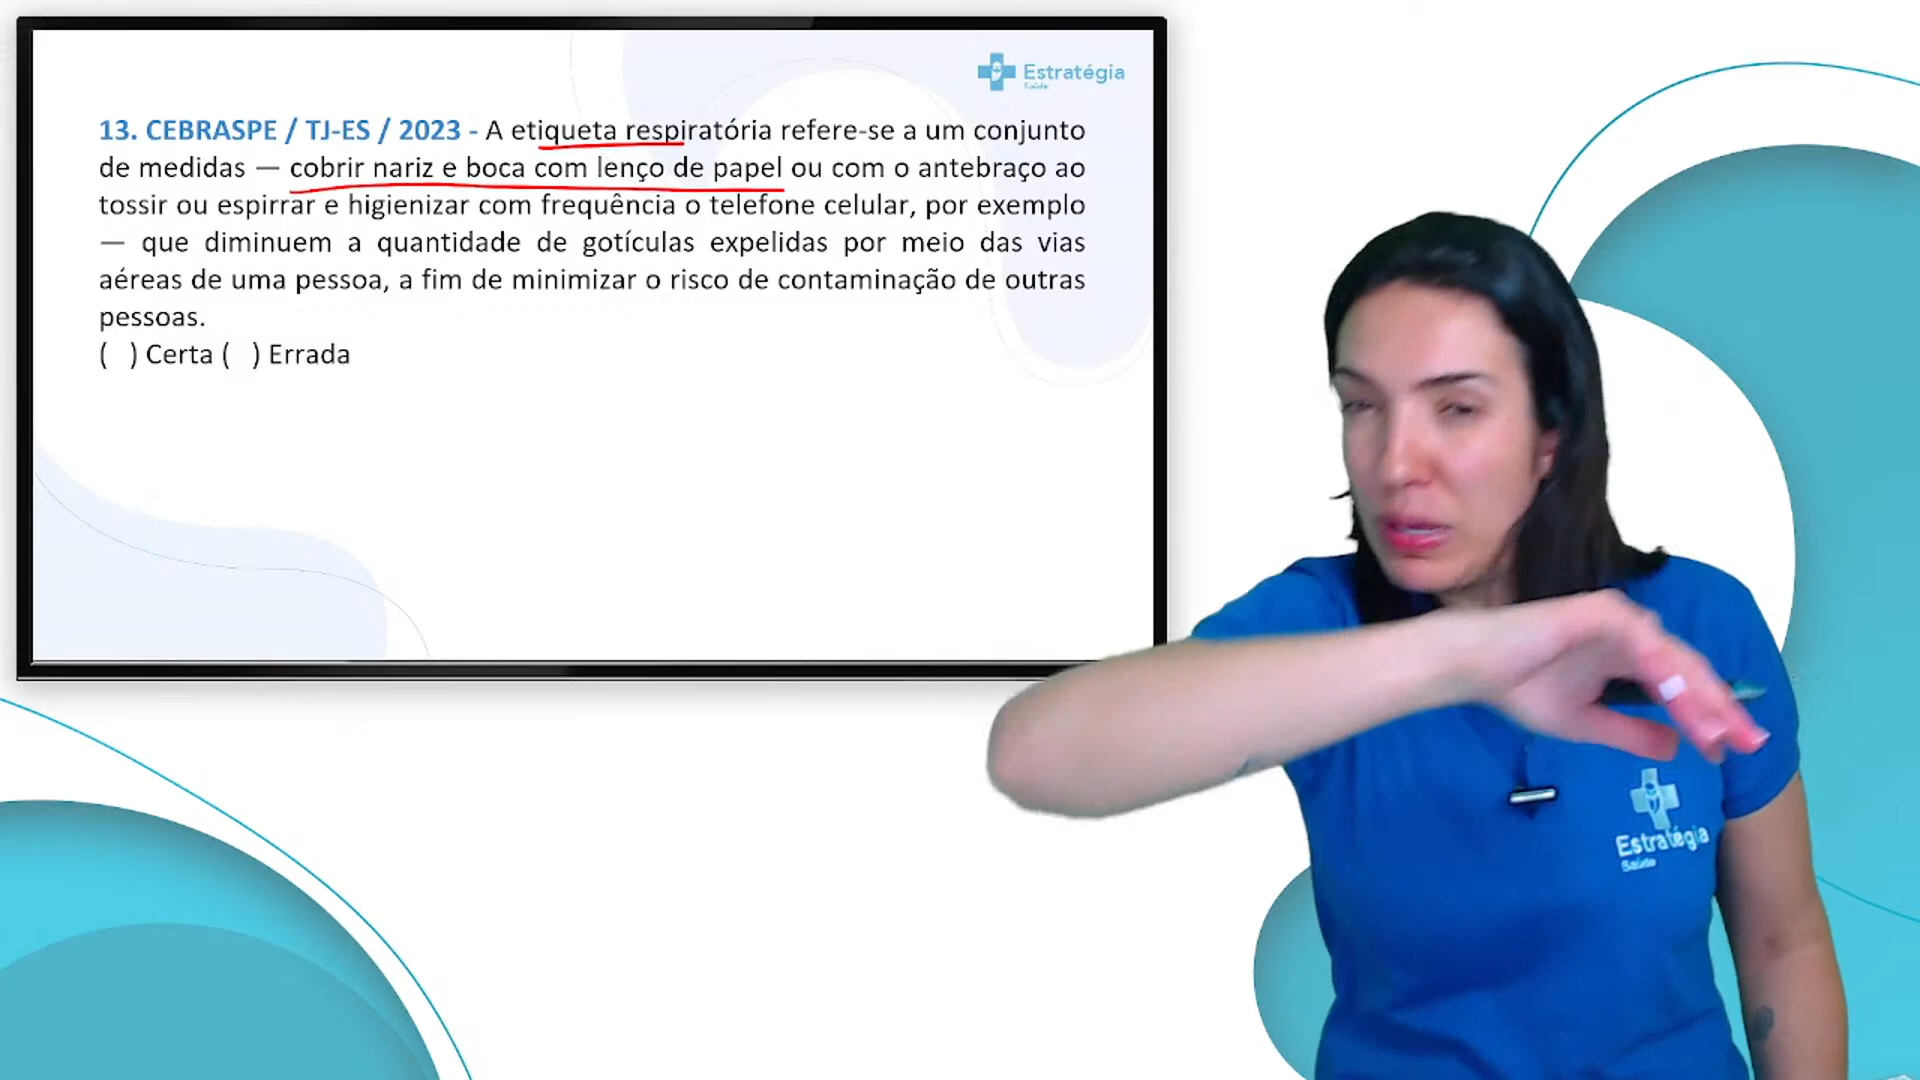 Estratégia
Saúde
13. CEBRASPE / TJ-ES / 2023 - A etiqueta respiratória refere-se a um conjunto
de medidas — cobrir nariz e boca com lenço de papel ou com o antebraço ao
tossir ou espirrar e higienizar com frequência o telefone celular, por exemplo
— que diminuem a quantidade de gotículas expelidas por meio das vias
aéreas de uma pessoa, a fim de minimizar o risco de contaminação de outras
pessoas.
( ) Certa ( ) Errada
Estratégia
Saúde